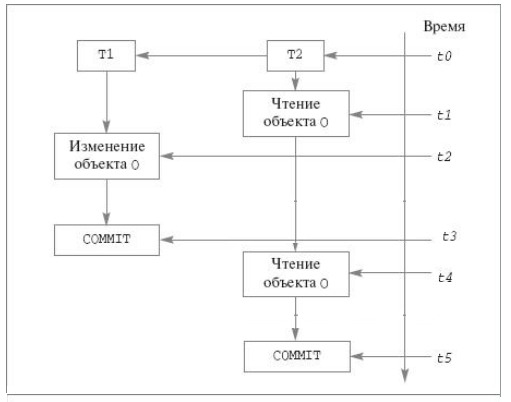 Время
T1
T2
t0
Чтение
объекта O
t1
Изменение
объекта O
t2
COMMIT
t3
Чтение
объекта O
t4
COMMIT
t5